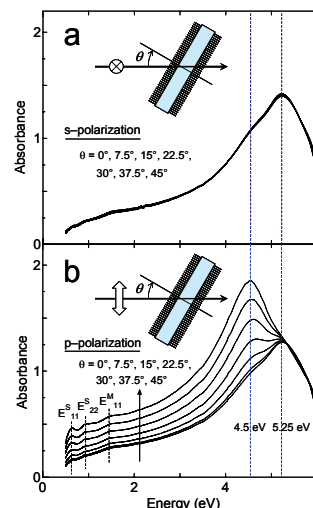 2
a
θ
s–polarization
θ = 0°, 7.5°, 15°, 22.5°,
30°, 37.5°, 45°
Absorbance
1
0
2
b
θ
p–polarization
θ = 0°, 7.5°, 15°, 22.5°,
30°, 37.5°, 45°
E^S_11 E^S_22 E^M_11
4.5 eV 5.25 eV
Absorbance
1
0
0 2 4 6
Energy (eV)